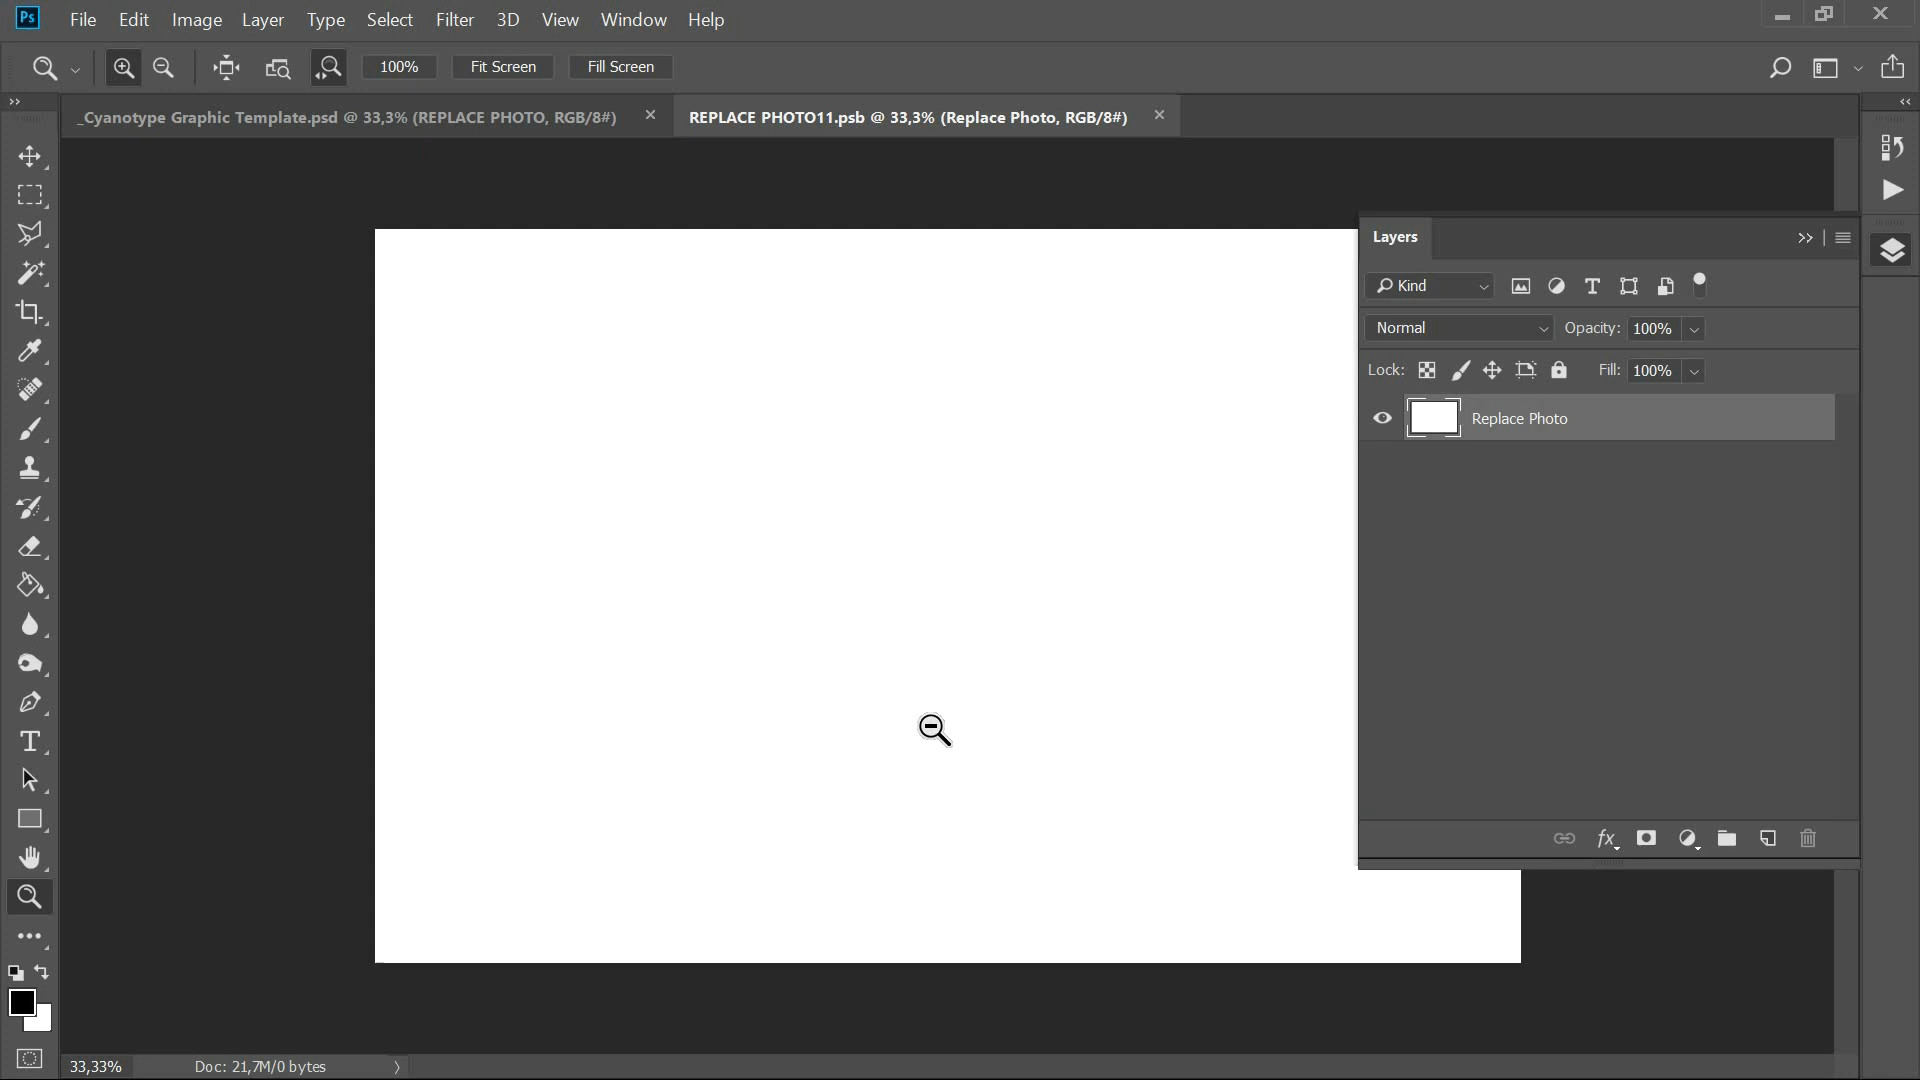 Ps File Edit Image Layer Type Select Filter 3D View Window Help
100% Fit Screen Fill Screen
_Cyanotype Graphic Template.psd @ 33,3% (REPLACE PHOTO, RGB/8#) REPLACE PHOTO11.psb @ 33,3% (Replace Photo, RGB/8#)
Layers
Kind
Normal Opacity: 100%
Lock: Fill: 100%
Replace Photo
fx
33,33% Doc: 21,7M/0 bytes